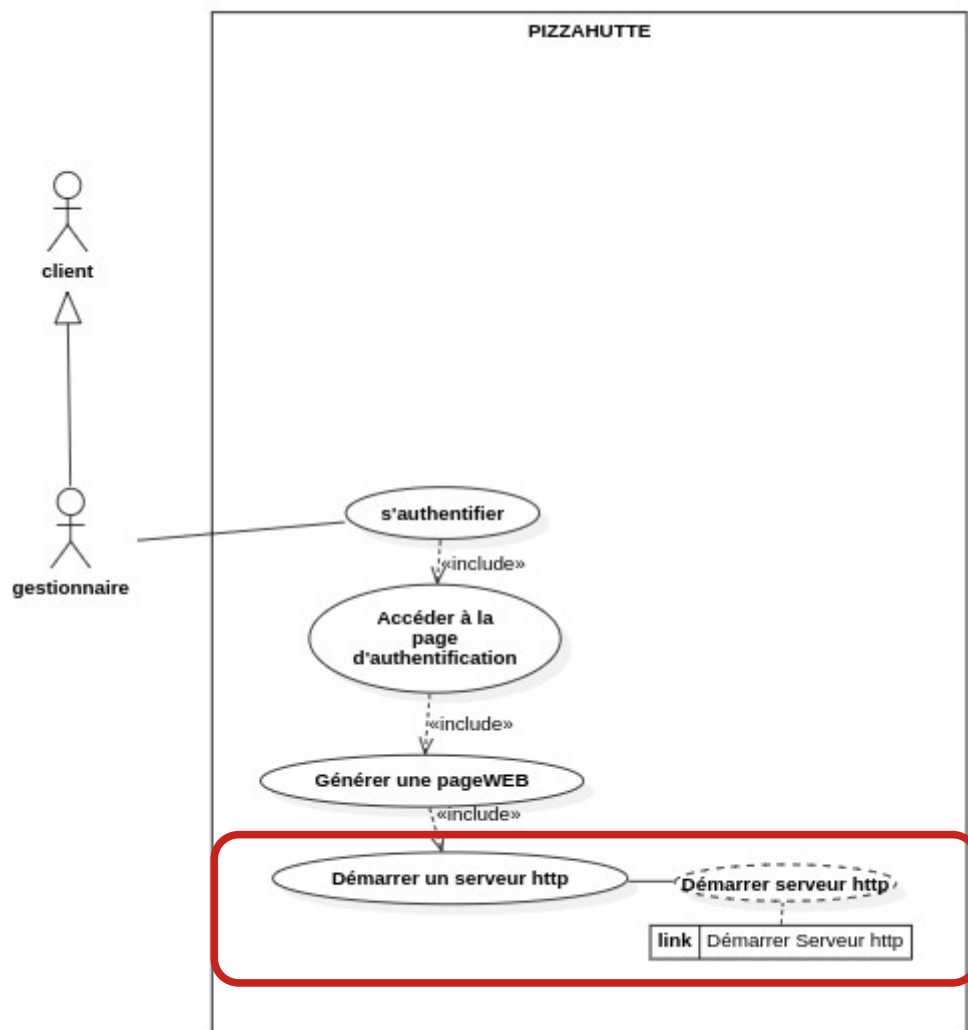 PIZZAHUTTE
client
gestionnaire
s'authentifier
«include»
Accéder à la
page
d'authentification
«include»
Générer une pageWEB
«include»
Démarrer un serveur http
Démarrer serveur http
link Démarrer Serveur http